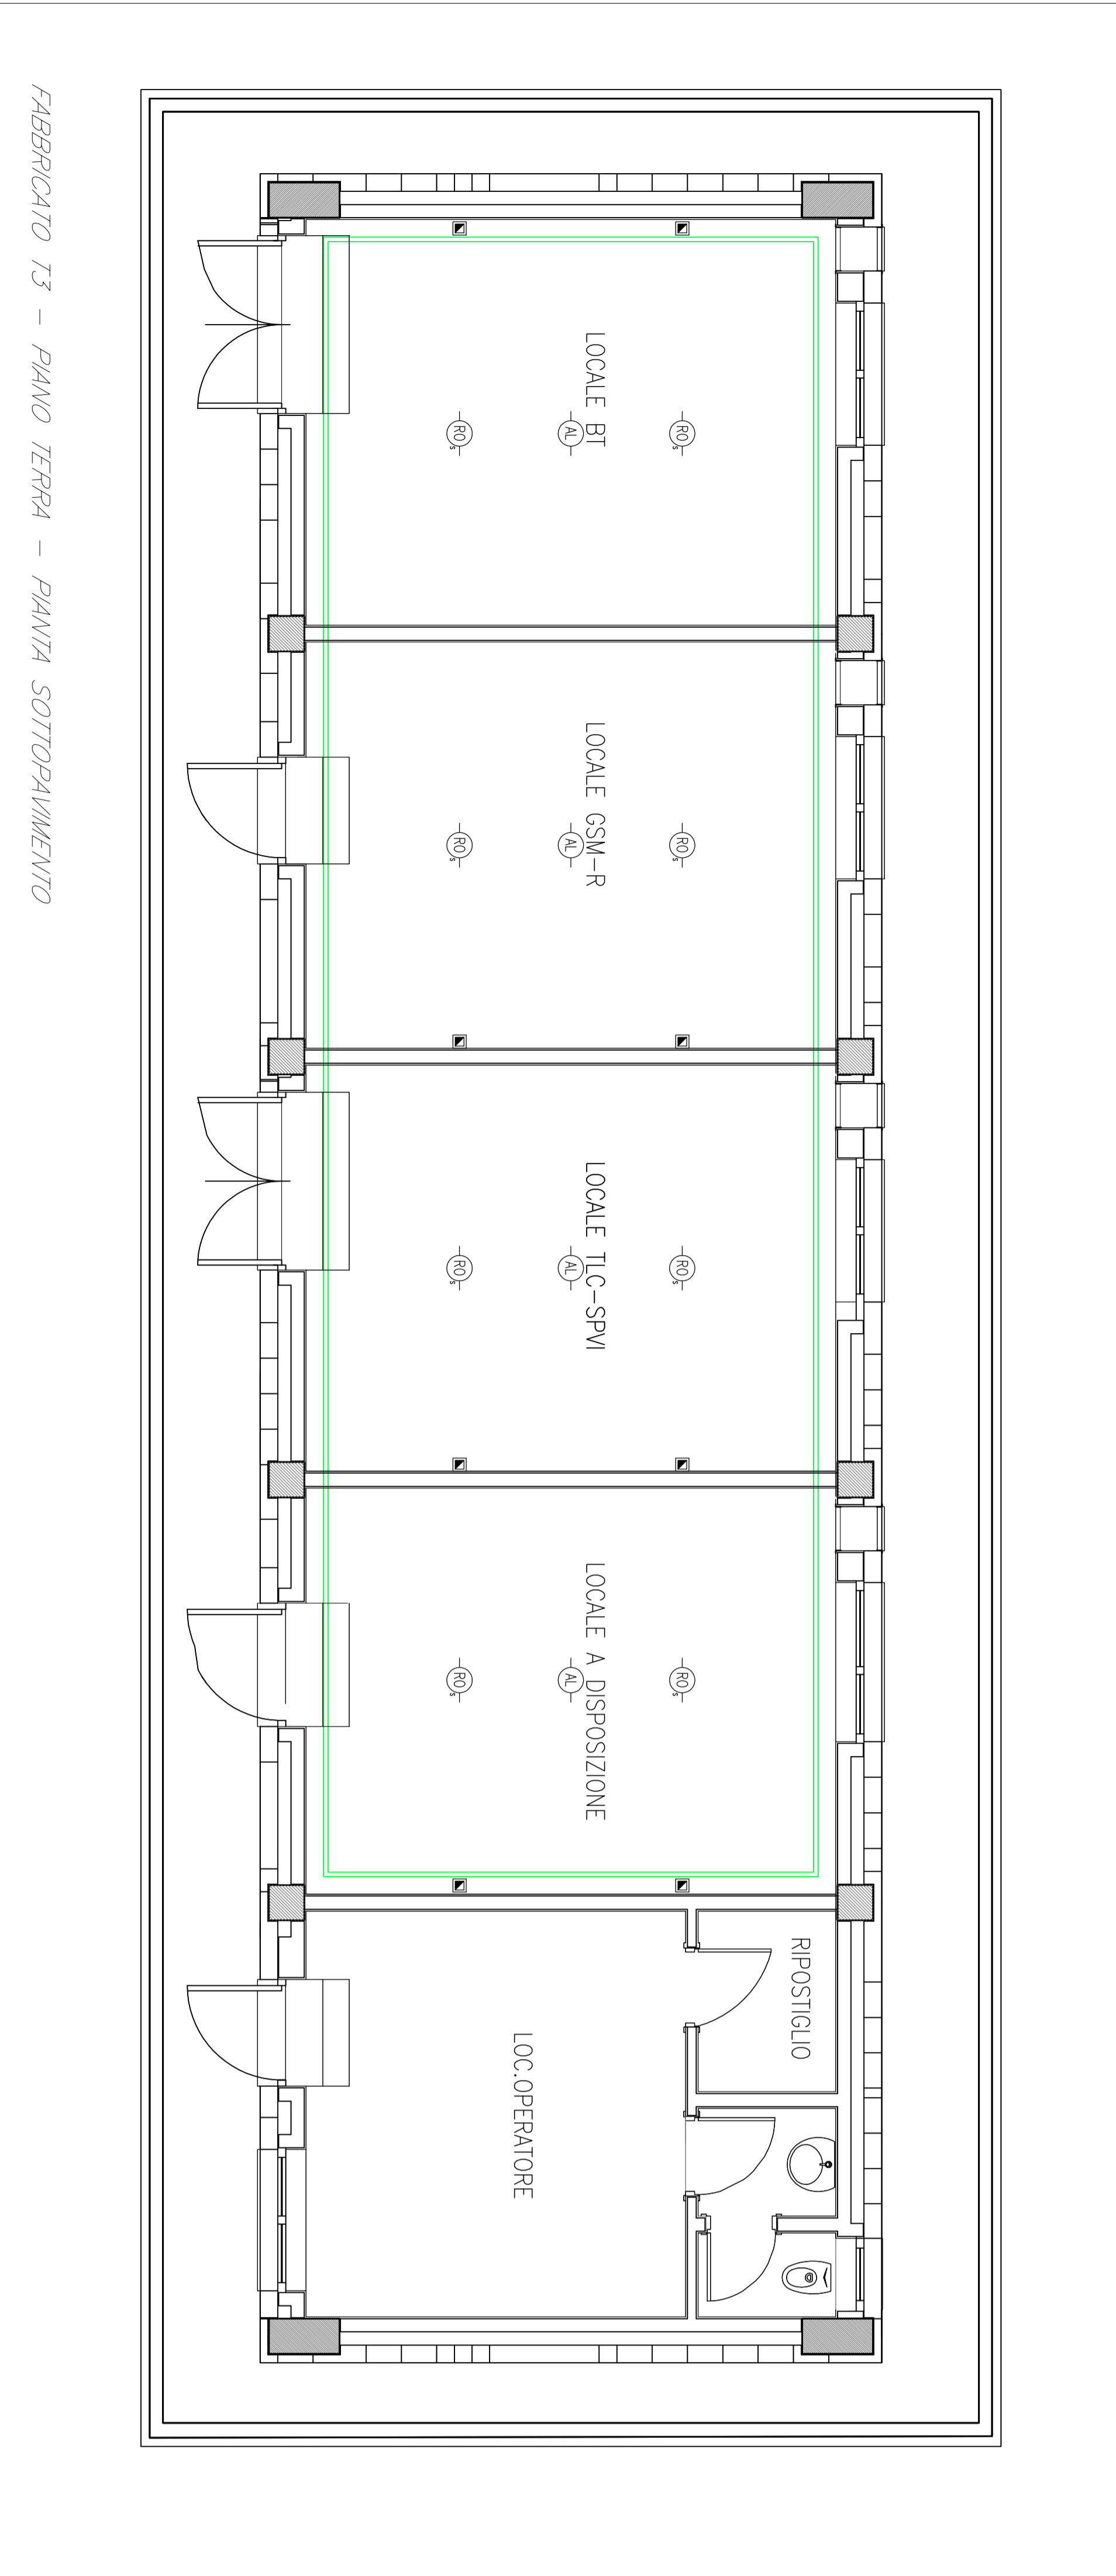 FABBRICATO T3 - PIANO TERRA - PIANTA SOTTOPAVIMENTO
LOCALE BT
RO s
AL
RO s
LOCALE GSM-R
RO s
AL
RO s
LOCALE TLC-SPVI
RO s
AL
RO s
LOCALE A DISPOSIZIONE
RO s
AL
RO s
RIPOSTIGLIO
LOC.OPERATORE